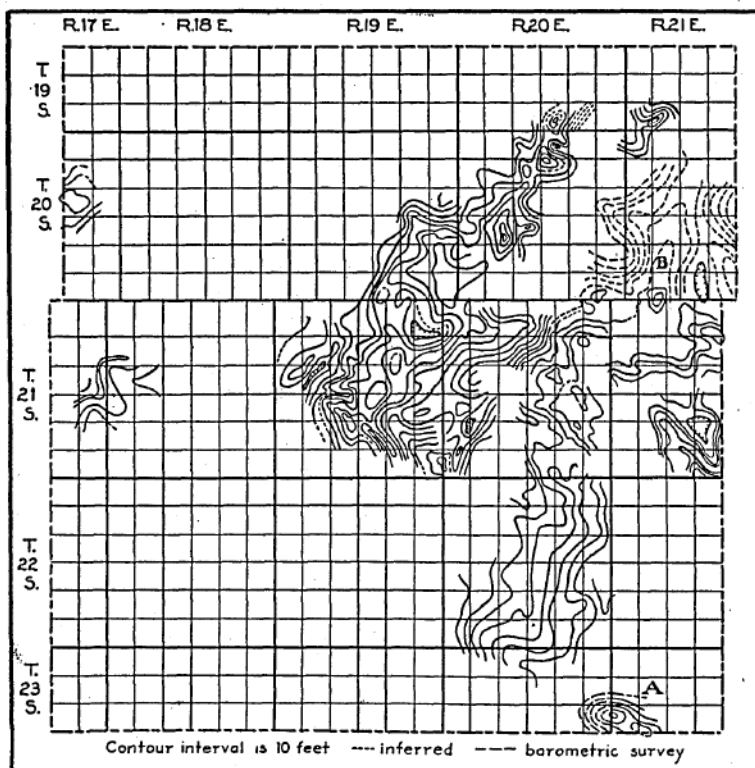 R.17 E. R.18 E. R.19 E. R.20 E. R.21 E.
T.
19
S.
T.
20
S.
B
T.
21
S.
T.
22
S.
T.
23
S.
A
Contour interval is 10 feet ---- inferred —— — barometric survey